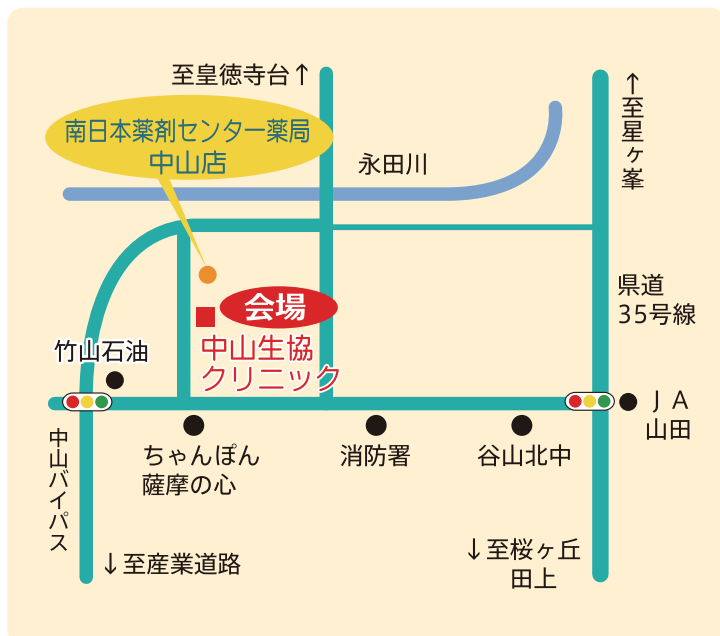 至皇徳寺台↑
↑至星ヶ峯
南日本薬剤センター薬局
中山店
永田川
県道
35号線
会場
中山生協
クリニック
竹山石油
JA
山田
中山バイパス
ちゃんぽん
薩摩の心
消防署
谷山北中
↓至産業道路
↓至桜ヶ丘
田上